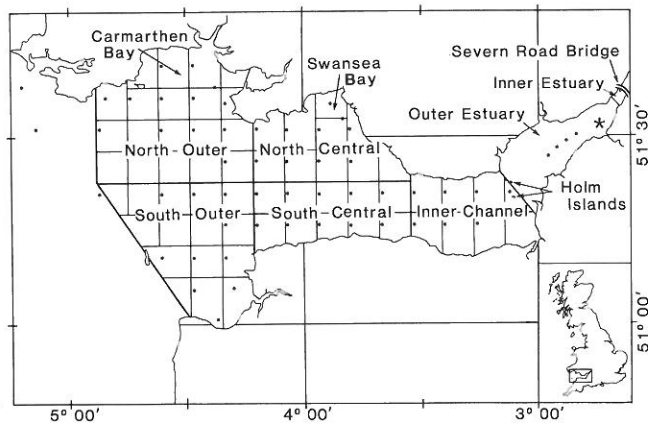 Carmarthen
Bay
Swansea
Bay
Severn Road Bridge
Inner Estuary
Outer Estuary
*
51°30′
North-Outer
North-Central
Holm
Islands
South-Outer
South-Central
Inner-Channel
51°00′
5°00′
4°00′
3°00′